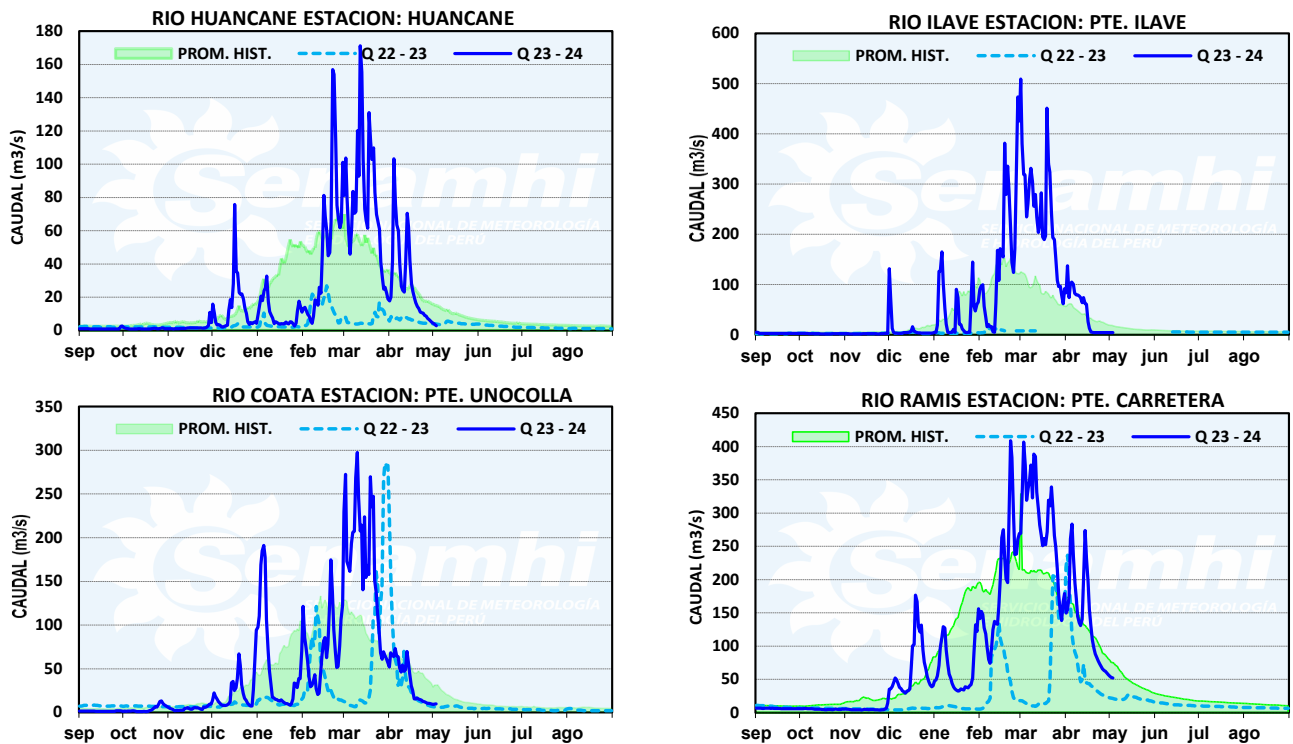 RIO HUANCANE ESTACION: HUANCANE
CAUDAL (m3/s)
180
160
140
120
100
80
60
40
20
0
PROM. HIST. Q 22 - 23 Q 23 - 24
Senamhi
sep oct nov dic ene feb mar abr may jun jul ago
RIO ILAVE ESTACION: PTE. ILAVE
CAUDAL (m3/s)
600
500
400
300
200
100
0
PROM. HIST. Q 22 - 23 Q 23 - 24
Senamhi
sep oct nov dic ene feb mar abr may jun jul ago
RIO COATA ESTACION: PTE. UNOCOLLA
CAUDAL (m3/s)
350
300
250
200
150
100
50
0
PROM. HIST. Q 22 - 23 Q 23 - 24
Senamhi
sep oct nov dic ene feb mar abr may jun jul ago
RIO RAMIS ESTACION: PTE. CARRETERA
CAUDAL (m3/s)
450
400
350
300
250
200
150
100
50
0
PROM. HIST. Q 22 - 23 Q 23 - 24
Senamhi
sep oct nov dic ene feb mar abr may jun jul ago